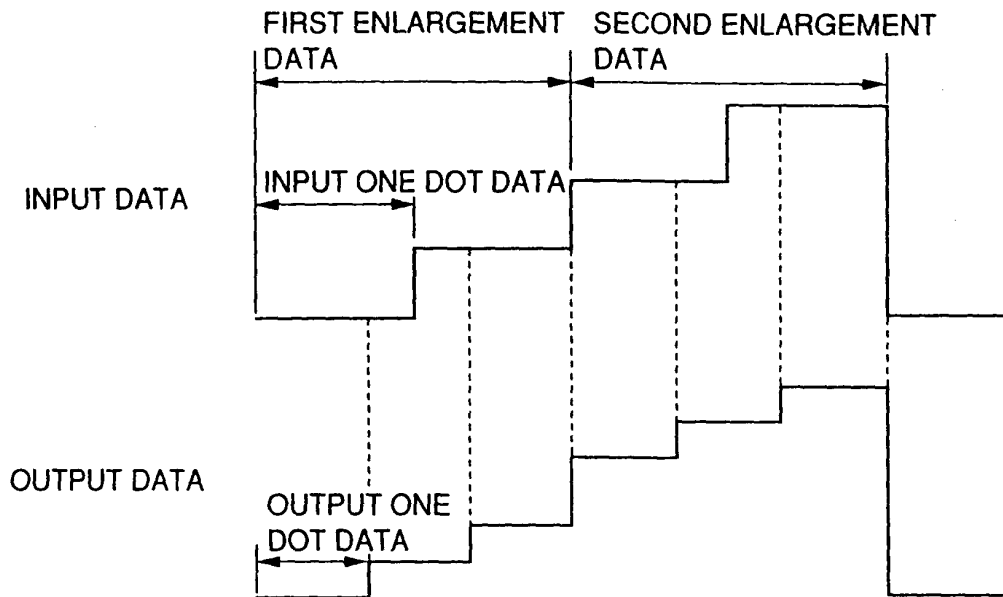 FIRST ENLARGEMENT
DATA
SECOND ENLARGEMENT
DATA
INPUT DATA
INPUT ONE DOT DATA
OUTPUT DATA
OUTPUT ONE
DOT DATA